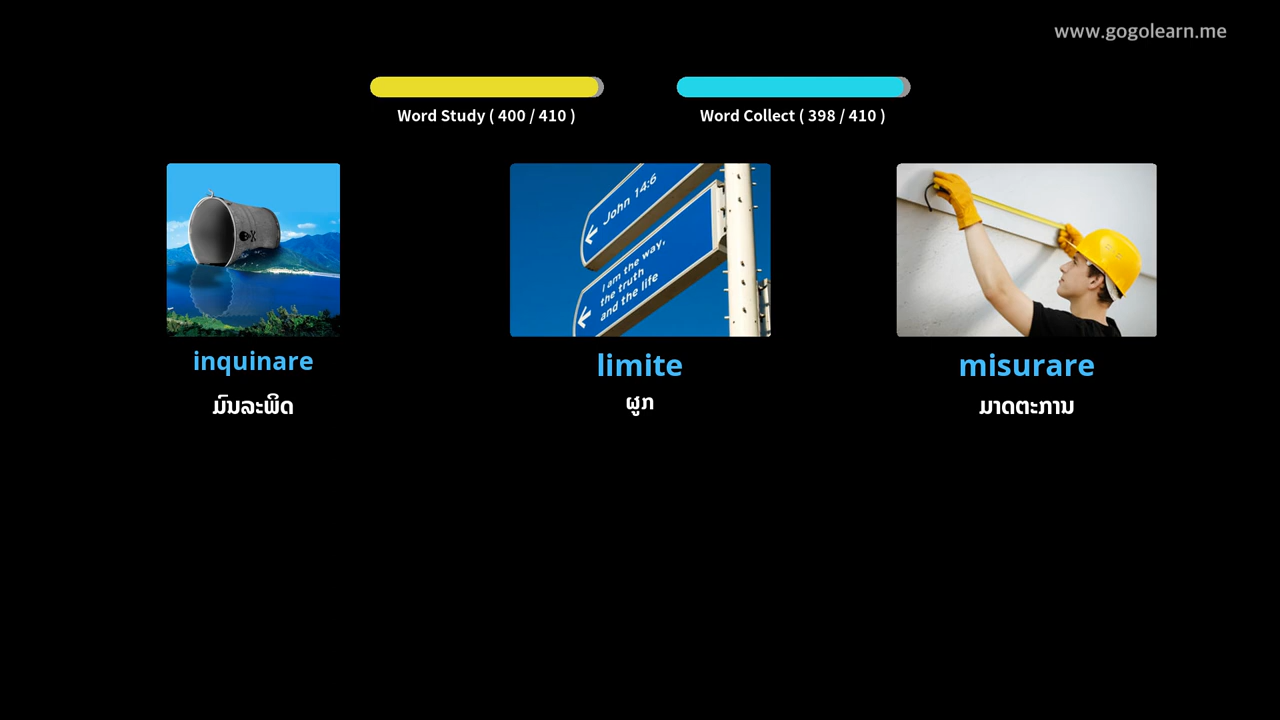 www.gogolearn.me
Word Study ( 400 / 410 )
Word Collect ( 398 / 410 )
John 14:6
I am the way,
the truth
and the life
inquinare
limite
misurare
ມົນລະພິດ
ຜູກ
ມາດຕະການ